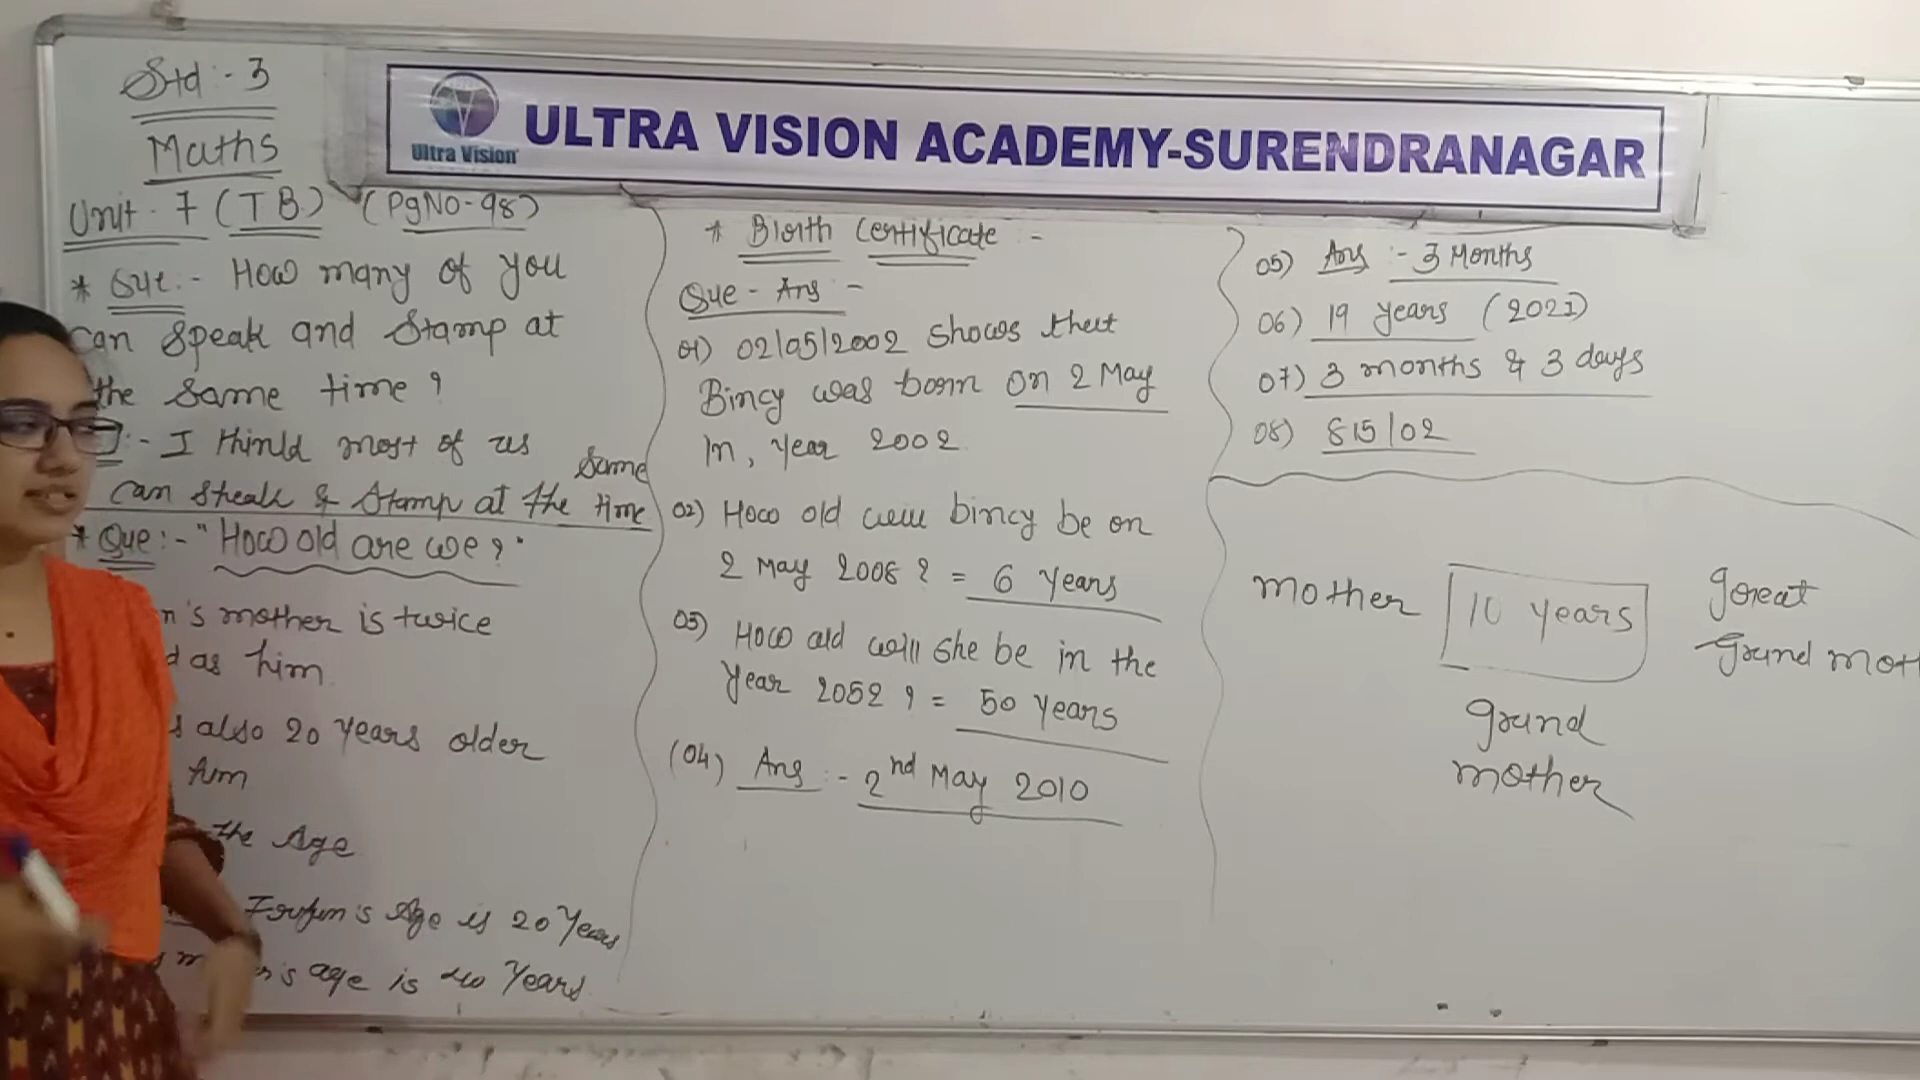 Std :- 3
Maths
Unit - 7 (T.B.) (PgNO-98)
* Que :- How many of you
can speak and stamp at
the same time ?
:- I think most of us
can speak & stamp at the same time
* Que :- "How old are we ?"
n's mother is twice
d as him.
s also 20 years older
him
the Age
Irfan's Age is 20 Years
's age is 40 Years
Ultra Vision
ULTRA VISION ACADEMY-SURENDRANAGAR
* Birth Certificate :-
Que - Ans :-
01) 02/05/2002 shows that
Bincy was born on 2 May
In, year 2002
02) How old will bincy be on
2 May 2008 ? = 6 Years
03) How old will she be in the
Year 2052 ? = 50 years
(04) Ans :- 2nd May 2010
05) Ans :- 3 Months
06) 19 years (2021)
07) 3 months & 3 days
08) 815/02
mother
10 years
great
Grand mot
Grand
mother